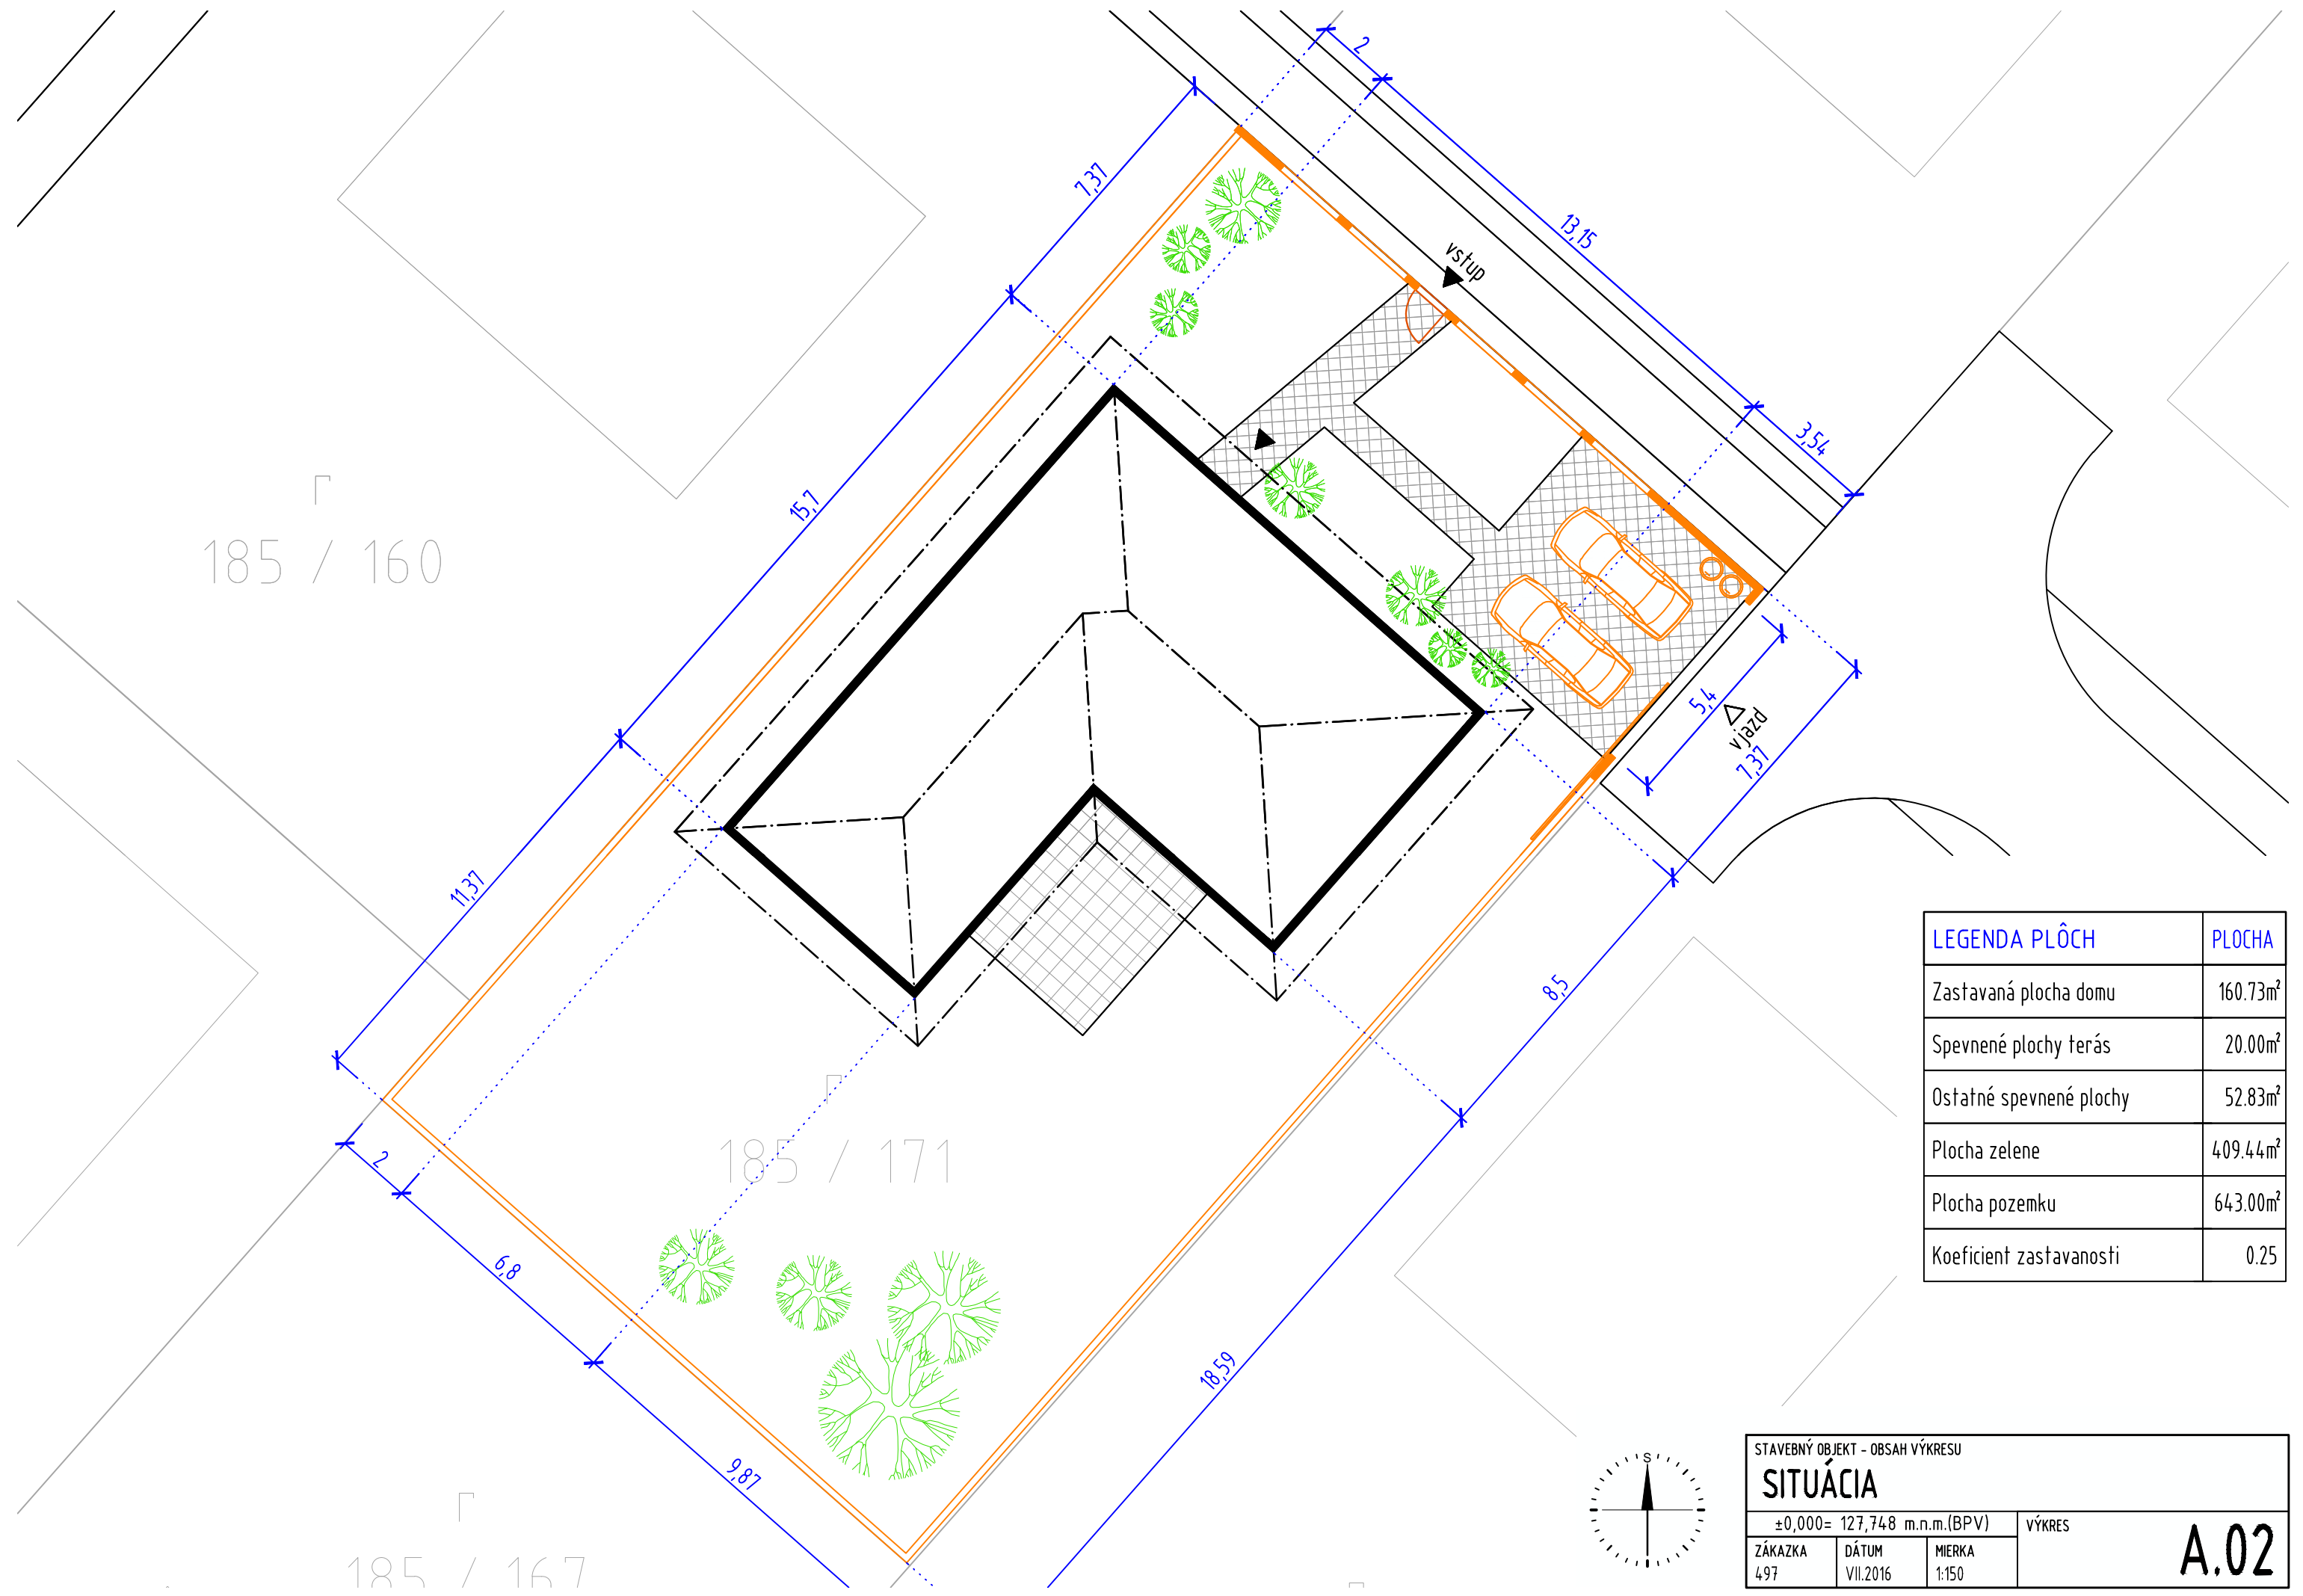 2
7,37
13,15
vstup
3,54
15,7
185 / 160
5,4
vjazd
7,37
11,37
8,5
LEGENDA PLÔCH PLOCHA
Zastavaná plocha domu 160.73m²
Spevnené plochy terás 20.00m²
Ostatné spevnené plochy 52.83m²
Plocha zelene 409.44m²
Plocha pozemku 643.00m²
Koeficient zastavanosti 0.25
185 / 171
2
6,8
18,59
9,87
185 / 167
S
STAVEBNÝ OBJEKT - OBSAH VÝKRESU
SITUÁCIA
±0,000= 127,748 m.n.m.(BPV)
VÝKRES
A.02
ZÁKAZKA DÁTUM MIERKA
497 VII.2016 1:150